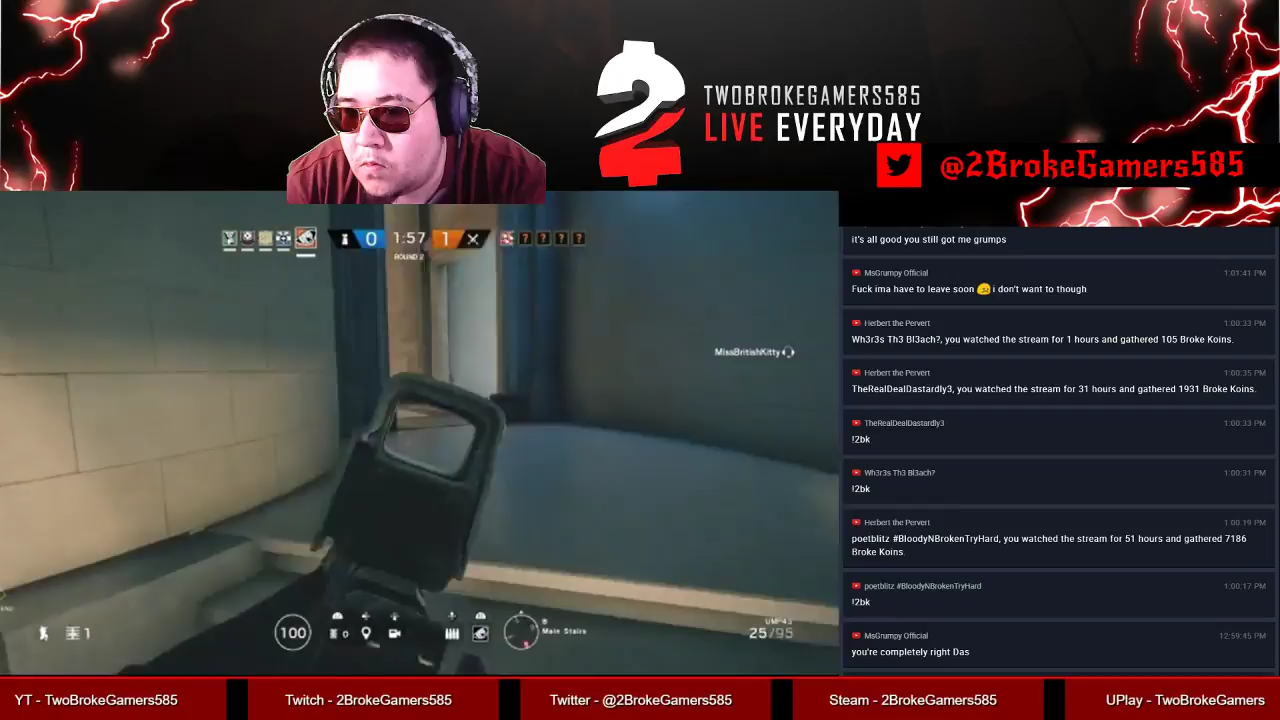 2
TWOBROKEGAMERS585
LIVE EVERYDAY
@2BrokeGamers585
0 1:57 1
ROUND 2
? ? ? ?
MissBritishKitty
100
0
B
Main Stairs
UMP45
25/95
1
it's all good you still got me grumps
MsGrumpy Official 1:01:41 PM
Fuck ima have to leave soon i don't want to though
Herbert the Pervert 1:00:33 PM
Wh3r3s Th3 Bl3ach?, you watched the stream for 1 hours and gathered 105 Broke Koins.
Herbert the Pervert 1:00:35 PM
TheRealDealDastardly3, you watched the stream for 31 hours and gathered 1931 Broke Koins.
TheRealDealDastardly3 1:00:33 PM
!2bk
Wh3r3s Th3 Bl3ach? 1:00:31 PM
!2bk
Herbert the Pervert 1:00:19 PM
poetblitz #BloodyNBrokenTryHard, you watched the stream for 51 hours and gathered 7186
Broke Koins.
poetblitz #BloodyNBrokenTryHard 1:00:17 PM
!2bk
MsGrumpy Official 12:59:45 PM
you're completely right Das
YT - TwoBrokeGamers585
Twitch - 2BrokeGamers585
Twitter - @2BrokeGamers585
Steam - 2BrokeGamers585
UPlay - TwoBrokeGamers